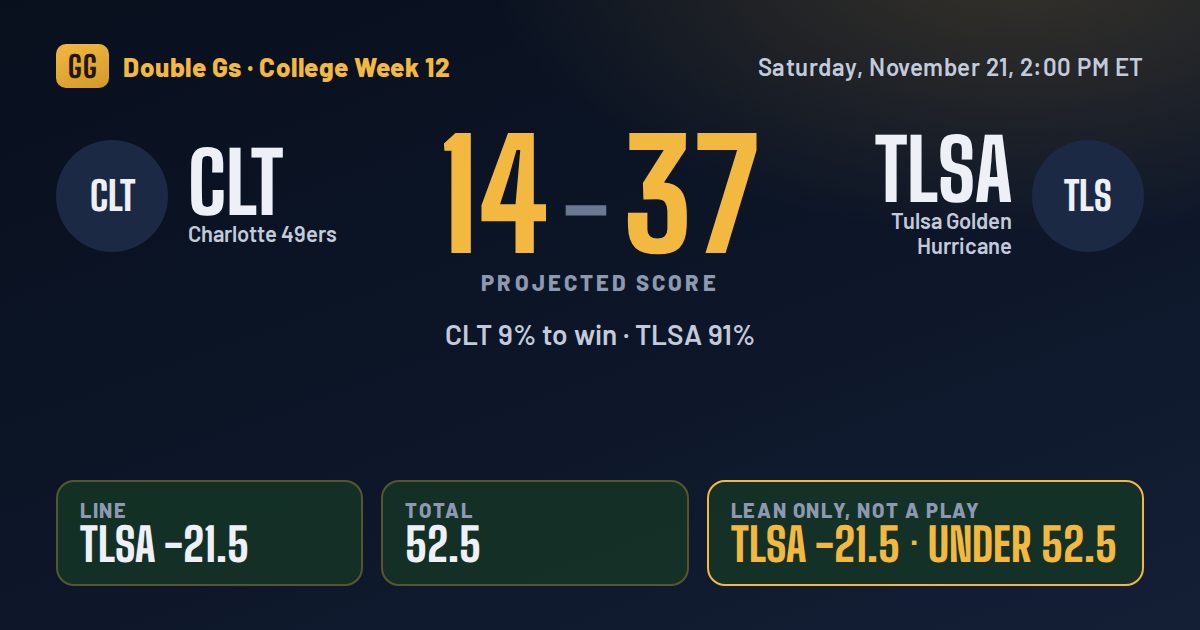 GG
Double Gs · College Week 12
Saturday, November 21, 2:00 PM ET
CLT
CLT
Charlotte 49ers
14 – 37
PROJECTED SCORE
CLT 9% to win · TLSA 91%
TLSA
Tulsa Golden
Hurricane
TLS
LINE
TLSA −21.5
TOTAL
52.5
LEAN ONLY, NOT A PLAY
TLSA −21.5 · UNDER 52.5